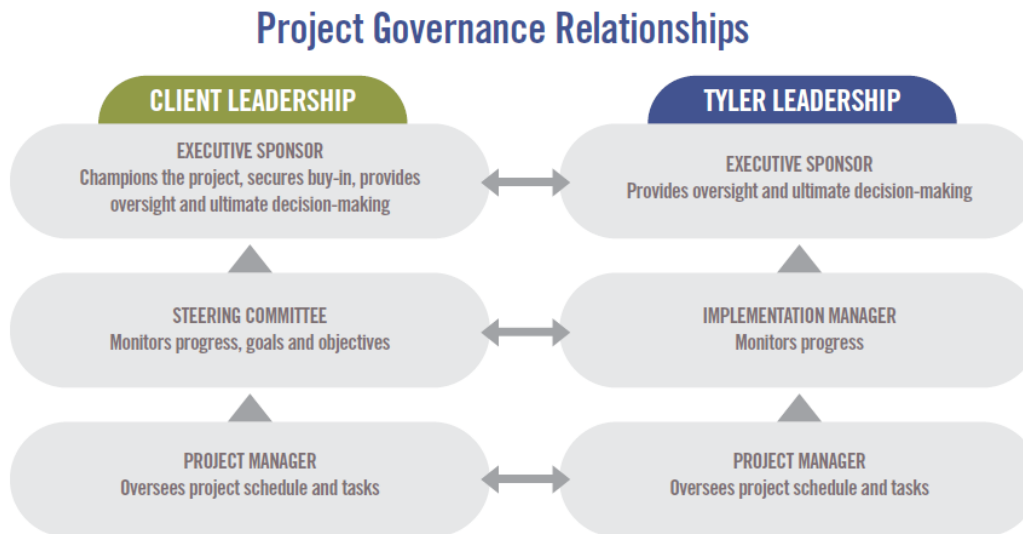 Project Governance Relationships
CLIENT LEADERSHIP
EXECUTIVE SPONSOR
Champions the project, secures buy-in, provides
oversight and ultimate decision-making
STEERING COMMITTEE
Monitors progress, goals and objectives
PROJECT MANAGER
Oversees project schedule and tasks
TYLER LEADERSHIP
EXECUTIVE SPONSOR
Provides oversight and ultimate decision-making
IMPLEMENTATION MANAGER
Monitors progress
PROJECT MANAGER
Oversees project schedule and tasks